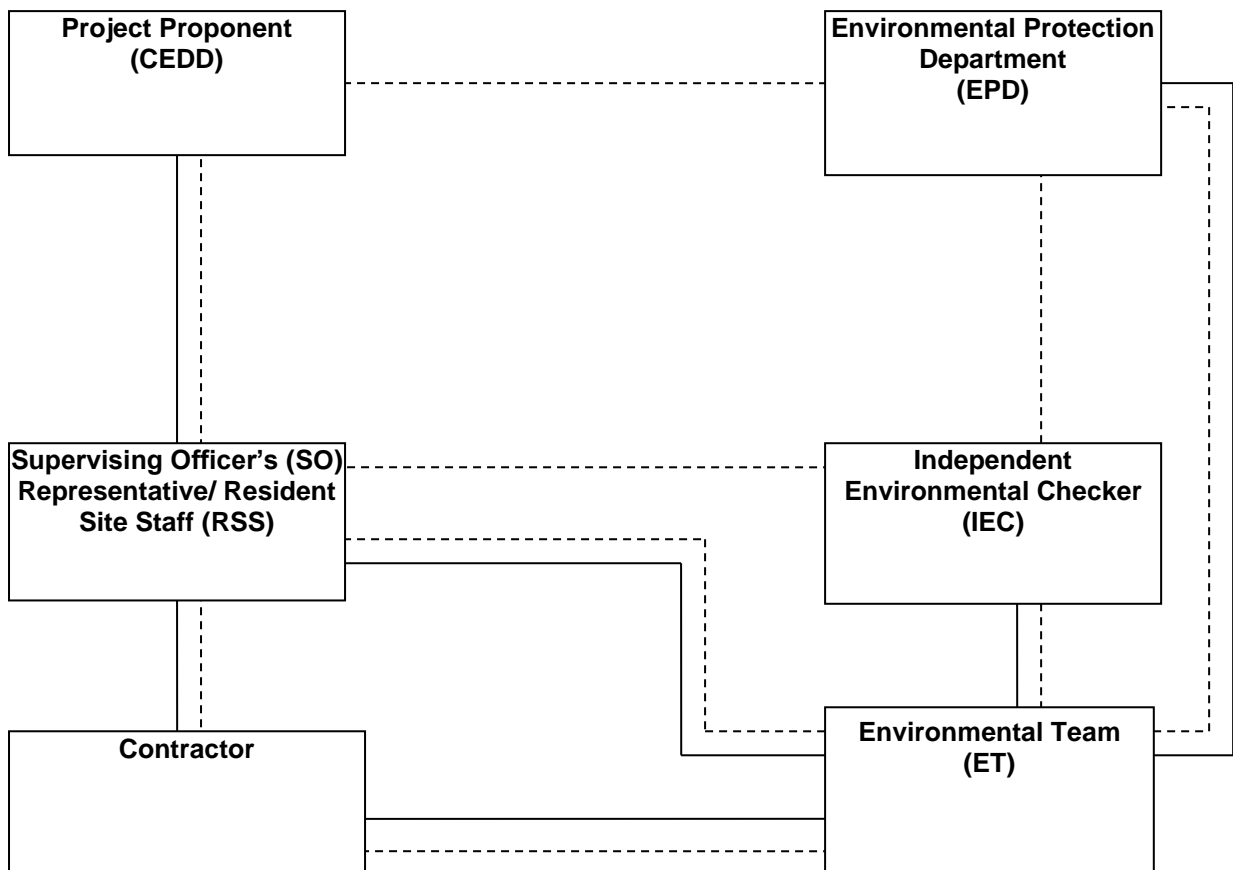 Project Proponent
(CEDD)
Environmental Protection
Department
(EPD)
Supervising Officer's (SO)
Representative/ Resident
Site Staff (RSS)
Independent
Environmental Checker
(IEC)
Contractor
Environmental Team
(ET)